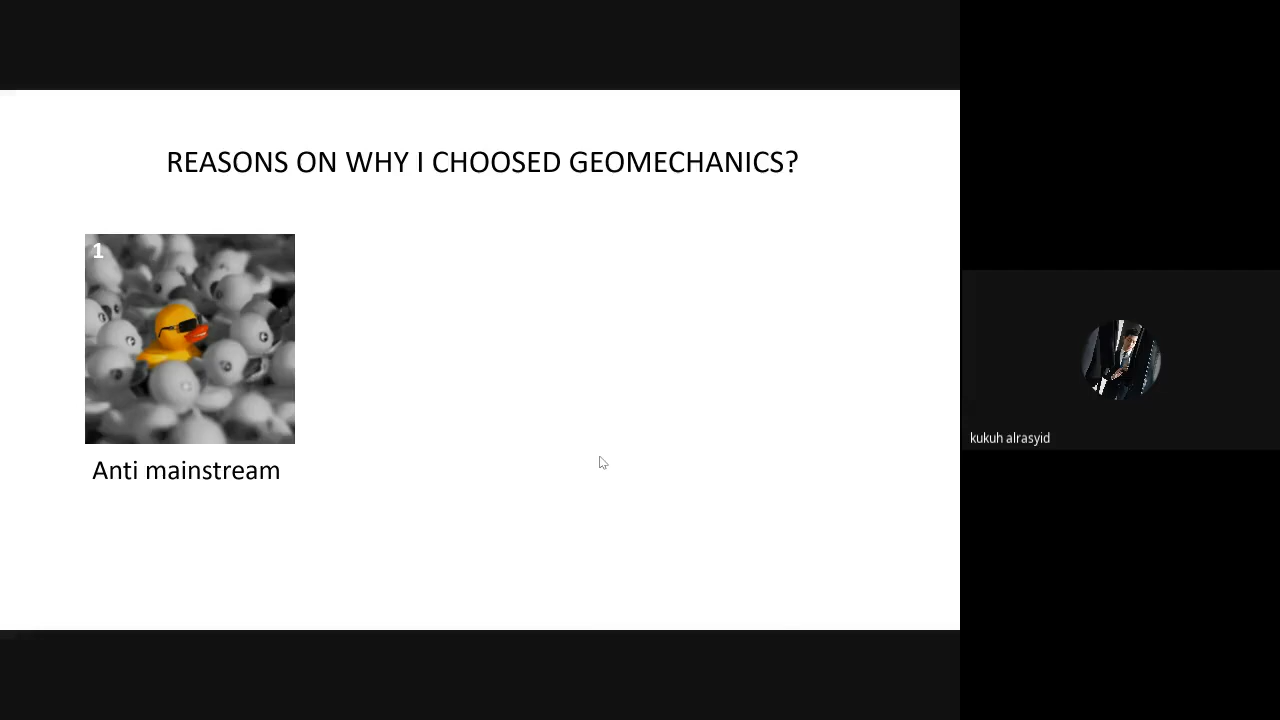 REASONS ON WHY I CHOOSED GEOMECHANICS?
1
Anti mainstream
kukuh alrasyid